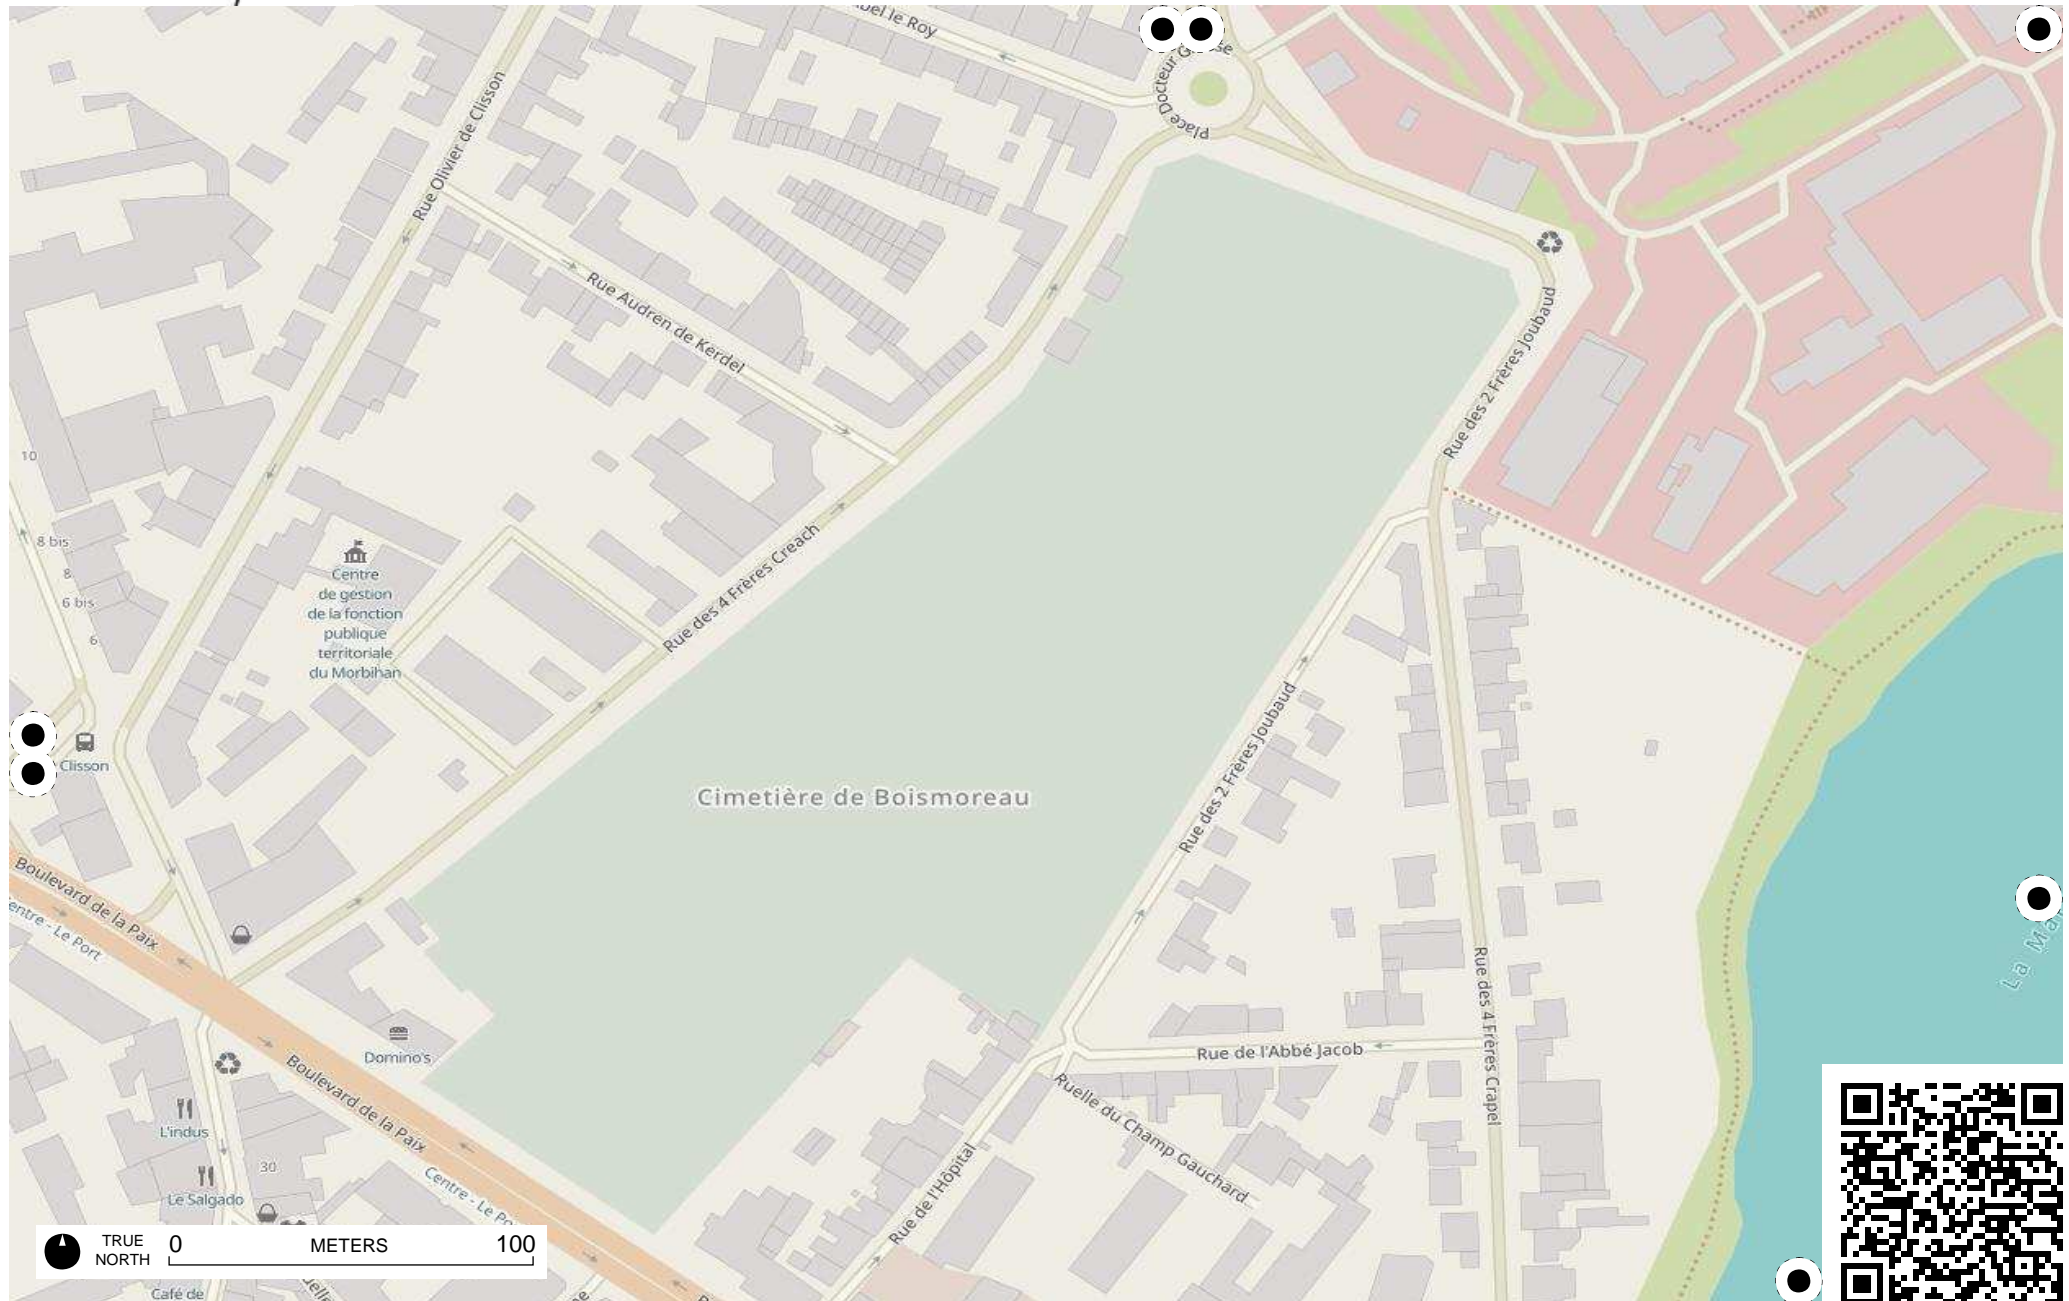 Place Docteur
Rue Olivier de Clisson
Rue Audren de Kerdel
Rue des 2 Frères Joubaud
10
8 bis
8
6 bis
6
Centre
de gestion
de la fonction
publique
territoriale
du Morbihan
Rue des 4 Frères Creach
Clisson
Rue des 2 Frères Joubaud
Cimetière de Boismoreau
Boulevard de la Paix
Centre - Le Port
La
Rue des 4 Frères Crapel
Domino's
Rue de l'Abbé Jacob
Boulevard de la Paix
Ruelle du Champ Gauchard
L'indus
30
Le Salgado
Centre - Le Po
Rue de l'Hôpital
TRUE
NORTH
0 METERS 100
Café de